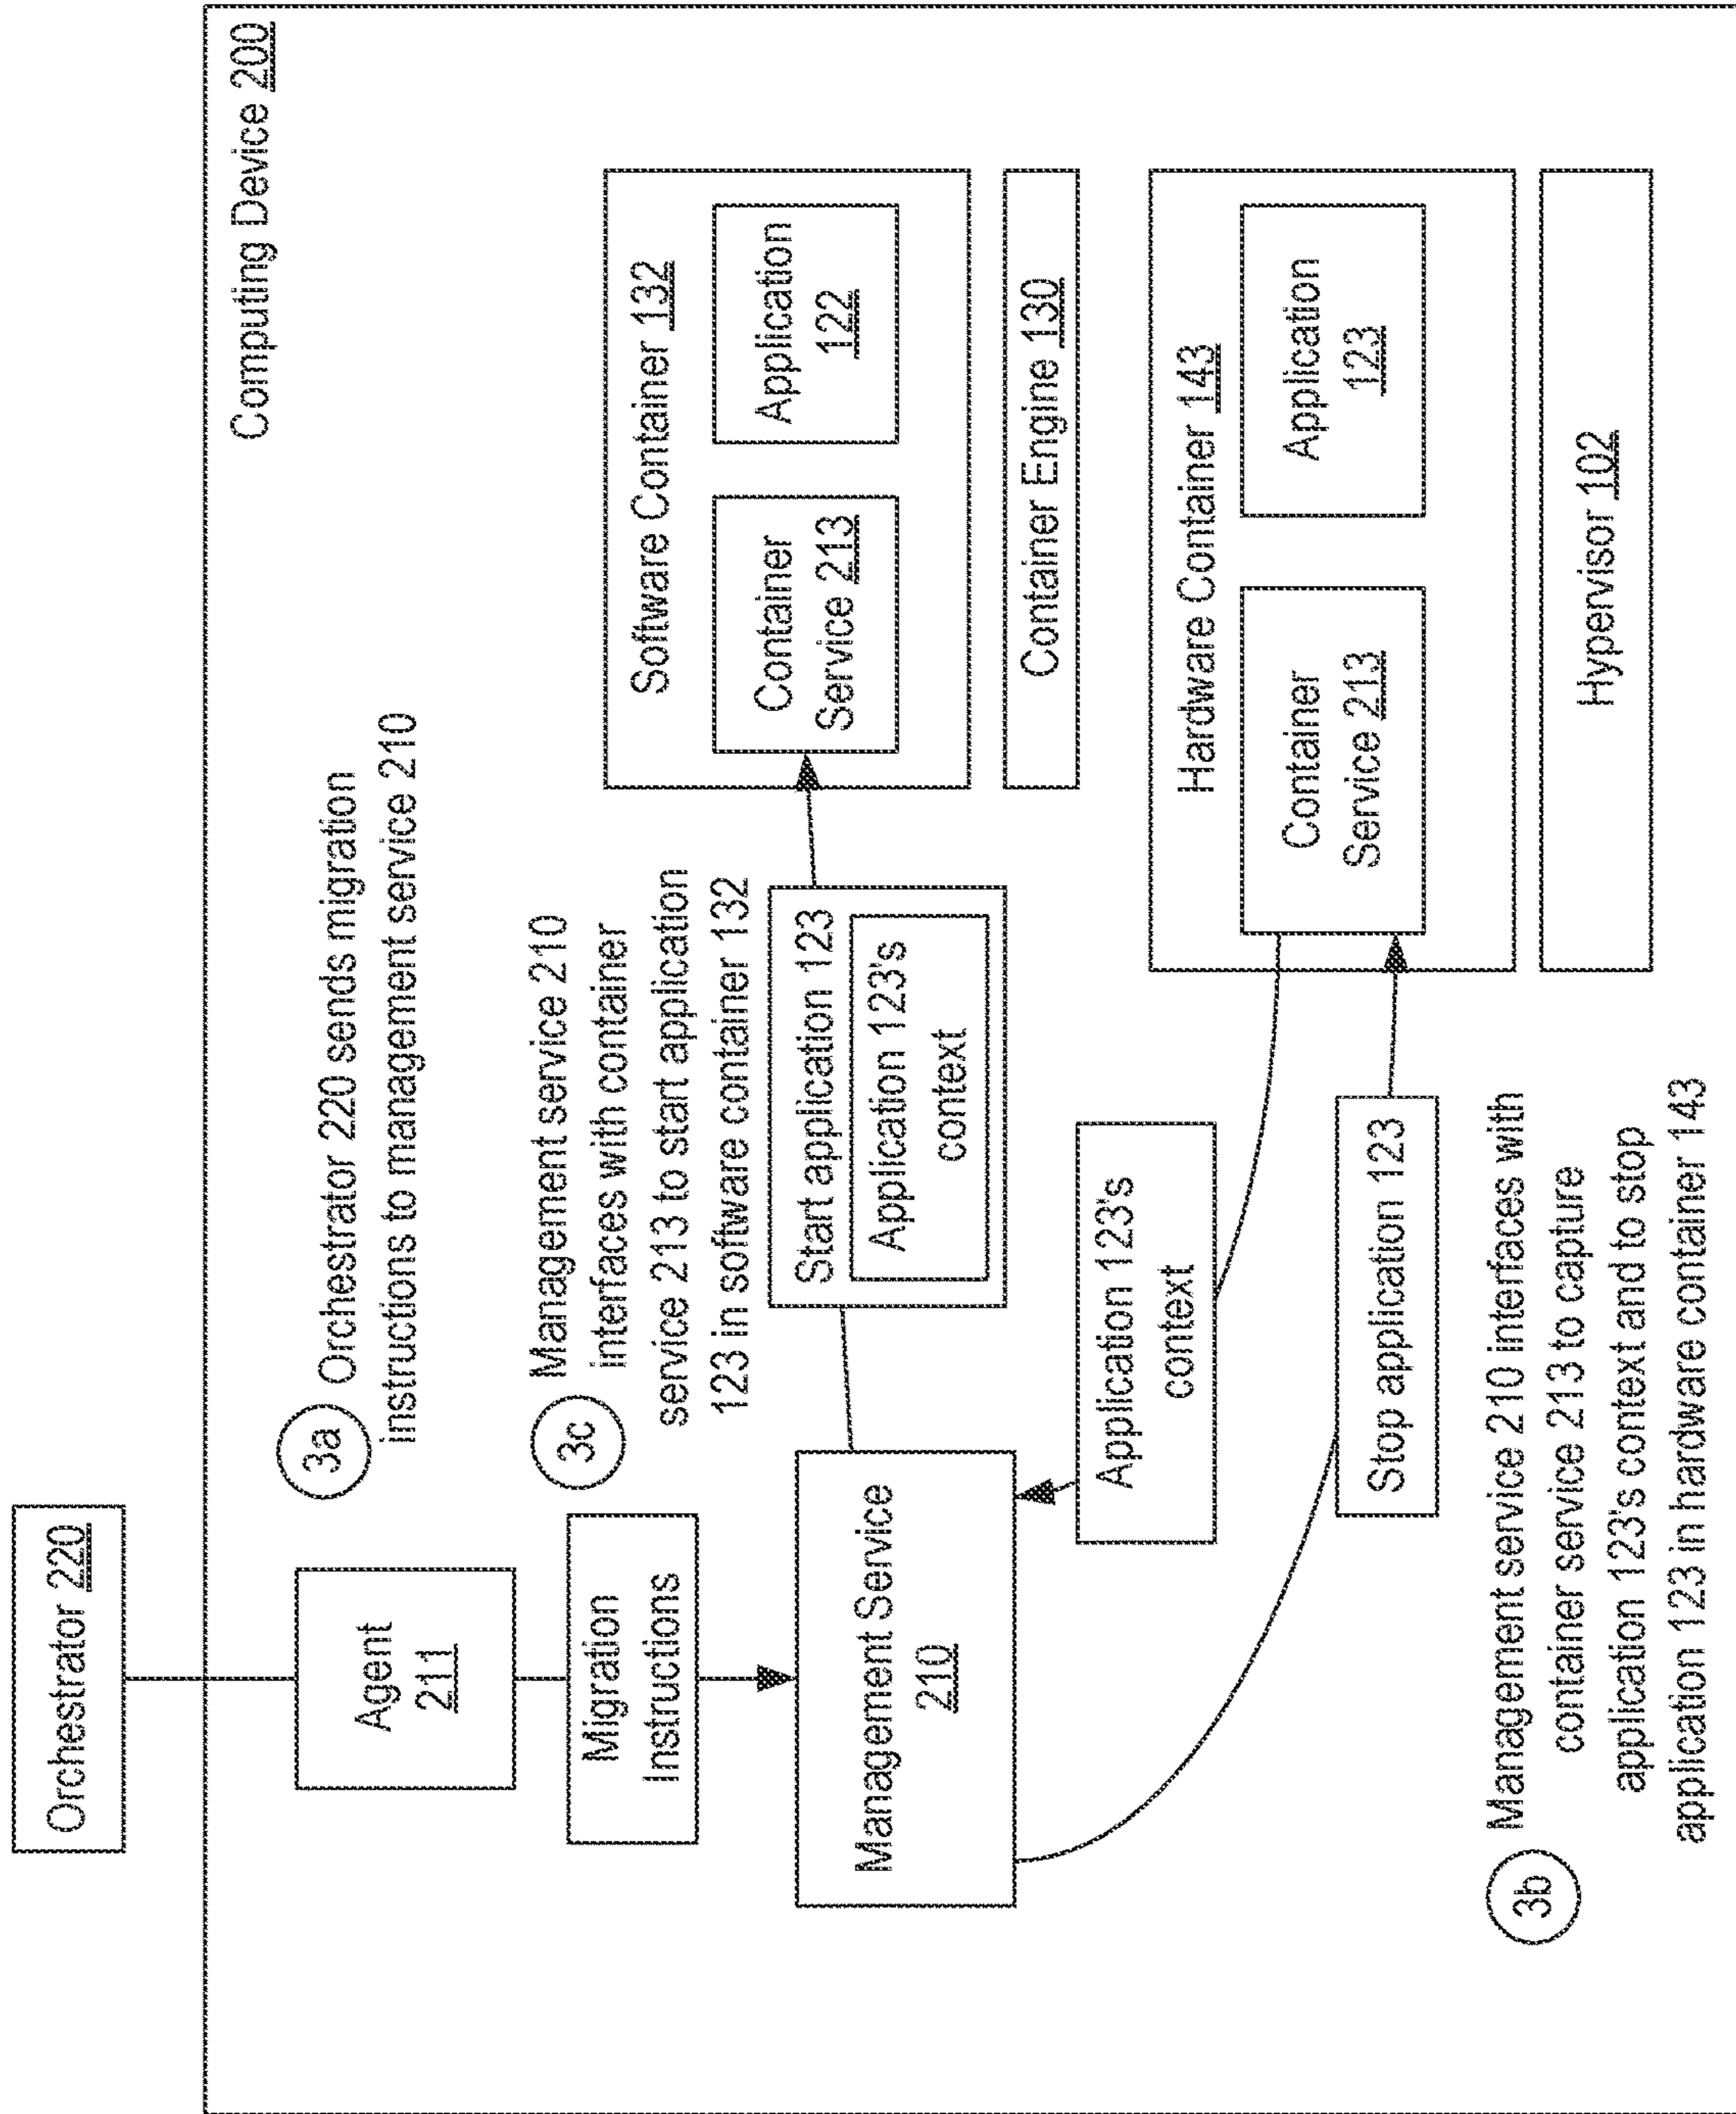 Orchestrator 220
Computing Device 200
Agent
211
3a
Orchestrator 220 sends migration
instructions to management service 210
Migration
Instructions
3c
Management service 210
interfaces with container
service 213 to start application
123 in software container 132
Management Service
210
Start application 123
Application 123's
context
Software Container 132
Container
Service 213
Application
122
Container Engine 130
Application 123's
context
Stop application 123
Hardware Container 143
Container
Service 213
Application
123
Hypervisor 102
3b
Management service 210 interfaces with
container service 213 to capture
application 123's context and to stop
application 123 in hardware container 143